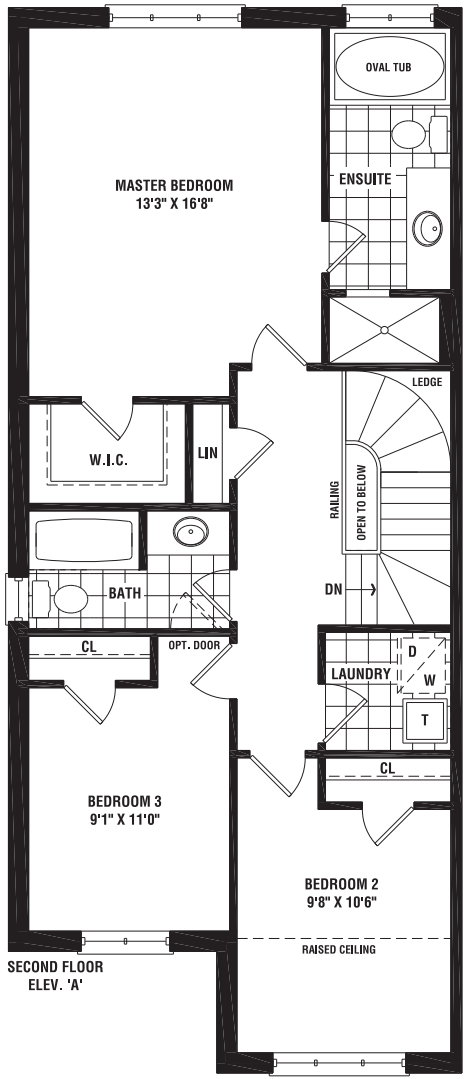 OVAL TUB
MASTER BEDROOM
13'3" X 16'8"
ENSUITE
LEDGE
W.I.C.
LIN
RAILING
OPEN TO BELOW
BATH
DN
OPT. DOOR
CL
LAUNDRY
D
W
T
CL
BEDROOM 3
9'1" X 11'0"
BEDROOM 2
9'8" X 10'6"
RAISED CEILING
SECOND FLOOR
ELEV. 'A'